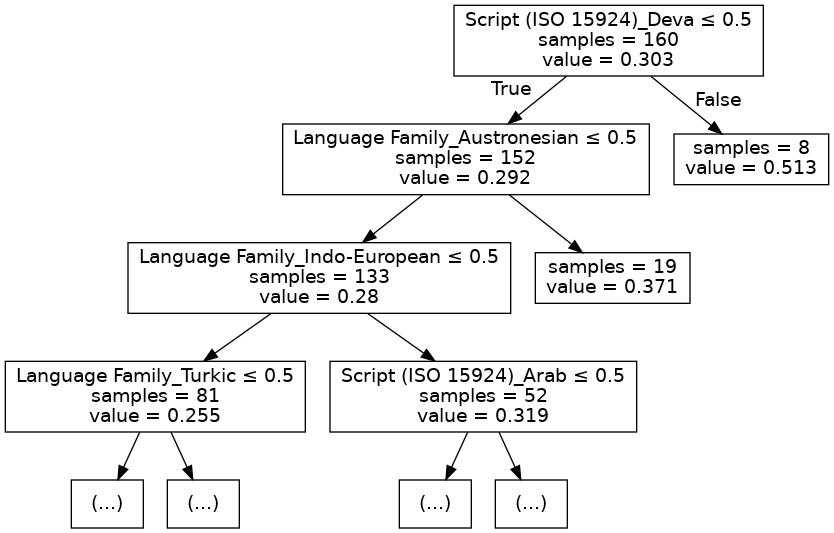 Script (ISO 15924)_Deva ≤ 0.5
samples = 160
value = 0.303
True
False
Language Family_Austronesian ≤ 0.5
samples = 152
value = 0.292
samples = 8
value = 0.513
Language Family_Indo-European ≤ 0.5
samples = 133
value = 0.28
samples = 19
value = 0.371
Language Family_Turkic ≤ 0.5
samples = 81
value = 0.255
Script (ISO 15924)_Arab ≤ 0.5
samples = 52
value = 0.319
(...)
(...)
(...)
(...)